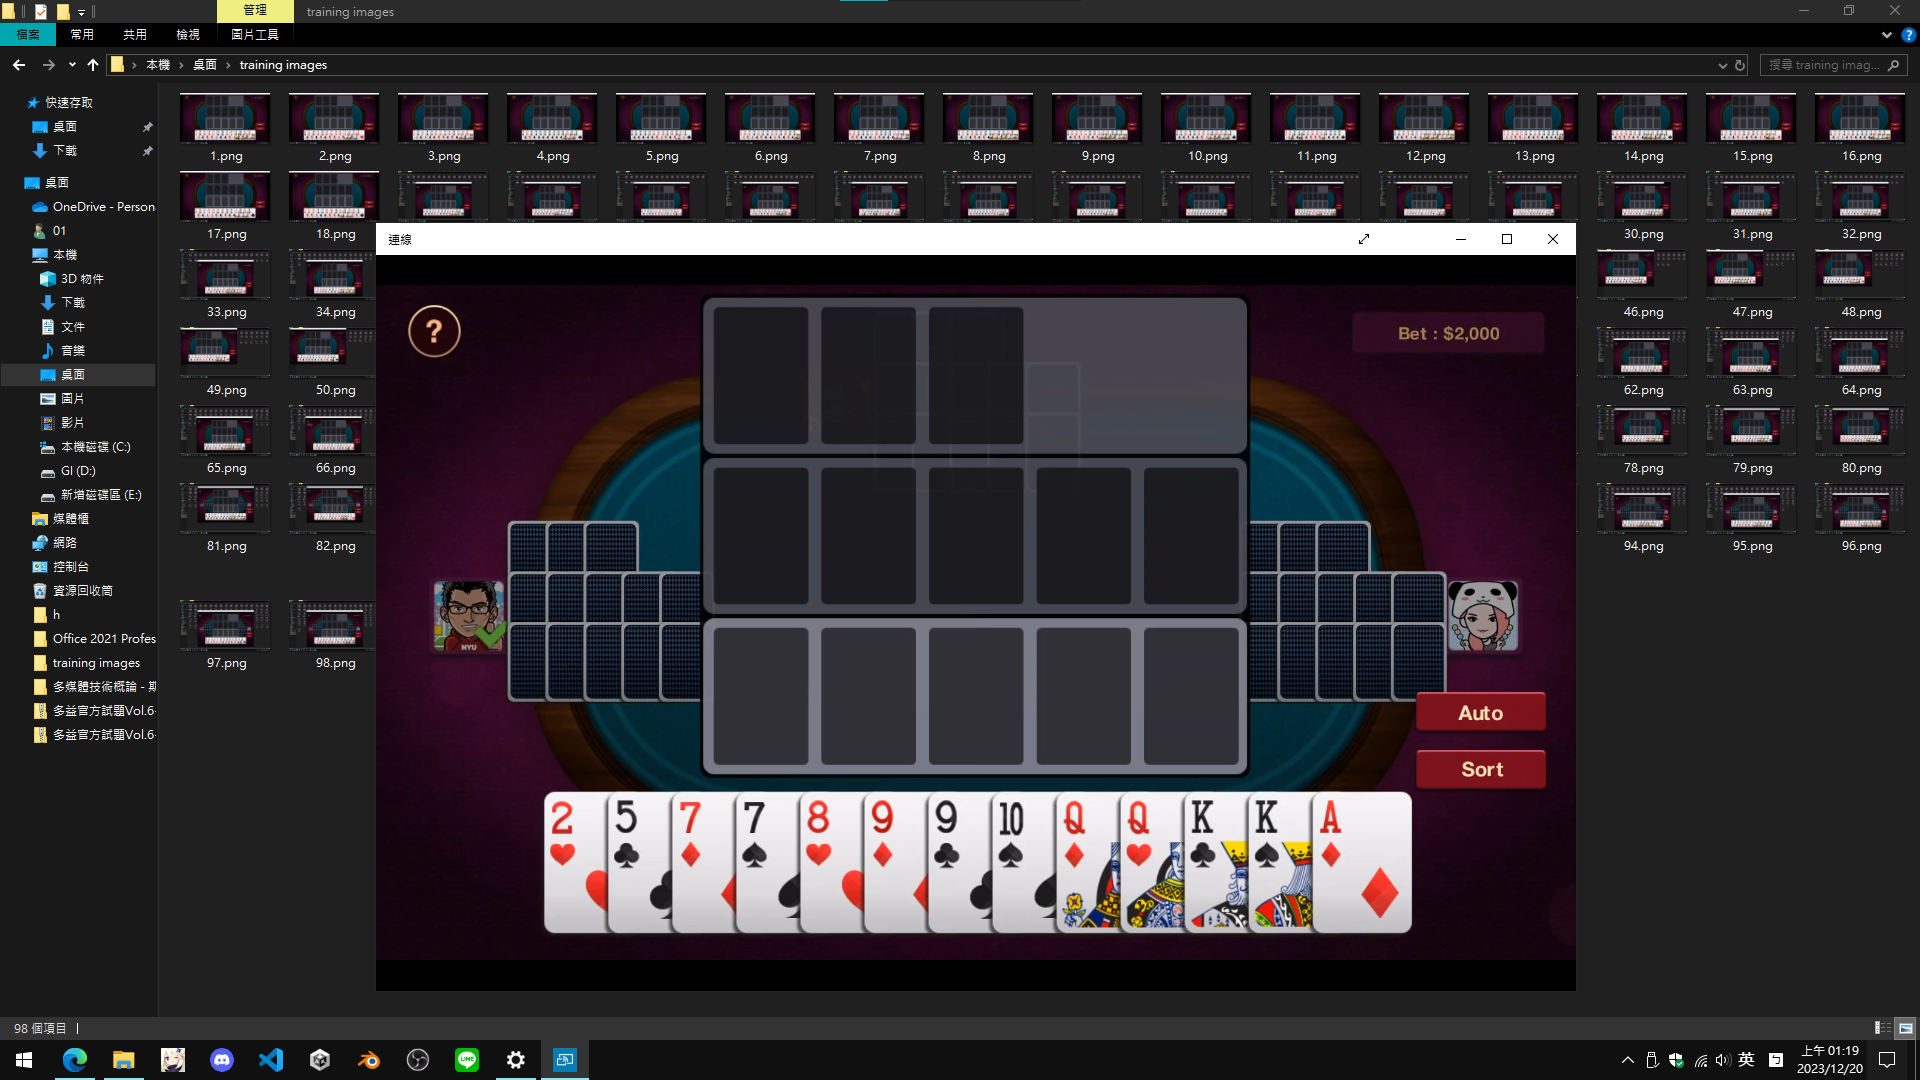 管理
training images
檔案
常用
共用
檢視
圖片工具
本機
桌面
training images
搜尋 training imag...
快速存取
桌面
下載
桌面
OneDrive - Person
01
本機
3D 物件
下載
文件
音樂
桌面
圖片
影片
本機磁碟 (C:)
GI (D:)
新增磁碟區 (E:)
媒體櫃
網路
控制台
資源回收筒
h
Office 2021 Profes
training images
多媒體技術概論 - 期
多益官方試題Vol.6-
多益官方試題Vol.6-
1.png 2.png 3.png 4.png 5.png 6.png 7.png 8.png 9.png 10.png 11.png 12.png 13.png 14.png 15.png 16.png
17.png 18.png 30.png 31.png 32.png
33.png 34.png 46.png 47.png 48.png
49.png 50.png 62.png 63.png 64.png
65.png 66.png 78.png 79.png 80.png
81.png 82.png 94.png 95.png 96.png
97.png 98.png
連線
?
Bet : $2,000
NYU
Auto
Sort
2 5 7 7 8 9 9 10 Q Q K K A
98 個項目
LINE
英
上午 01:19
2023/12/20